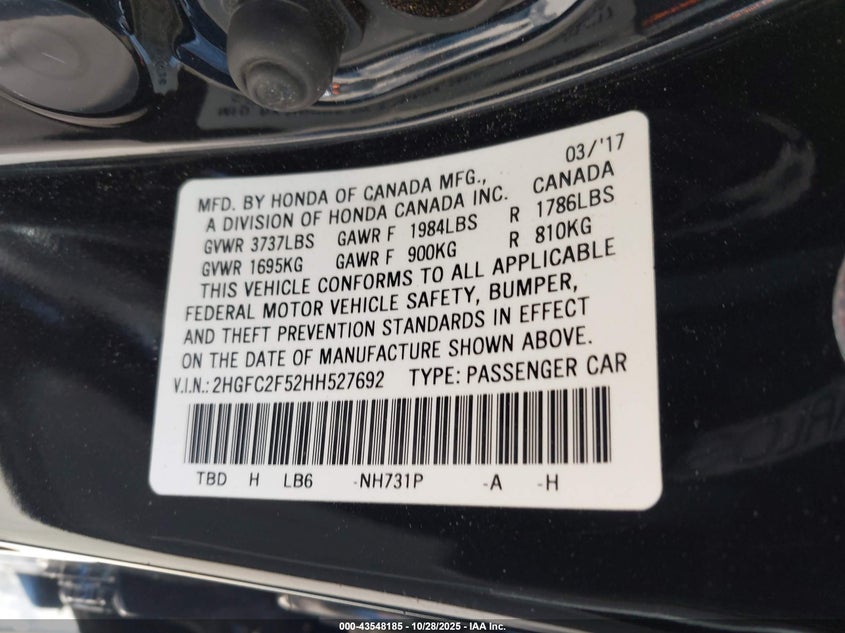 03/'17
MFD. BY HONDA OF CANADA MFG.,
A DIVISION OF HONDA CANADA INC. CANADA
GVWR 3737LBS GAWR F 1984LBS R 1786LBS
GVWR 1695KG GAWR F 900KG R 810KG
THIS VEHICLE CONFORMS TO ALL APPLICABLE
FEDERAL MOTOR VEHICLE SAFETY, BUMPER,
AND THEFT PREVENTION STANDARDS IN EFFECT
ON THE DATE OF MANUFACTURE SHOWN ABOVE.
V.I.N.: 2HGFC2F52HH527692 TYPE: PASSENGER CAR
TBD H LB6 -NH731P -A -H
000-43548185 - 10/28/2025 - IAA Inc.